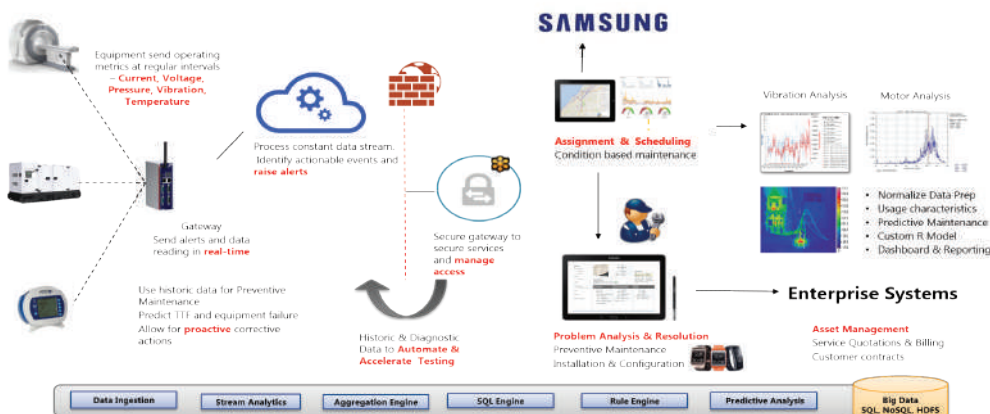 SAMSUNG
Equipment send operating
metrics at regular intervals
– Current, Voltage,
Pressure, Vibration,
Temperature
Process constant data stream.
Identify actionable events and
raise alerts
Gateway
Send alerts and data
reading in real-time
Use historic data for Preventive
Maintenance
Predict TTF and equipment failure
Allow for proactive corrective
actions
Secure gateway to
secure services
and manage
access
Historic & Diagnostic
Data to Automate &
Accelerate Testing
Assignment & Scheduling
Condition based maintenance
Vibration Analysis
Motor Analysis
• Normalize Data Prep
• Usage characteristics
• Predictive Maintenance
• Custom R Model
• Dashboard & Reporting
Problem Analysis & Resolution
Preventive Maintenance
Installation & Configuration
Enterprise Systems
Asset Management
Service Quotations & Billing
Customer contracts
Data Ingestion
Stream Analytics
Aggregation Engine
SQL Engine
Rule Engine
Predictive Analysis
Big Data
SQL, NoSQL, HDFS